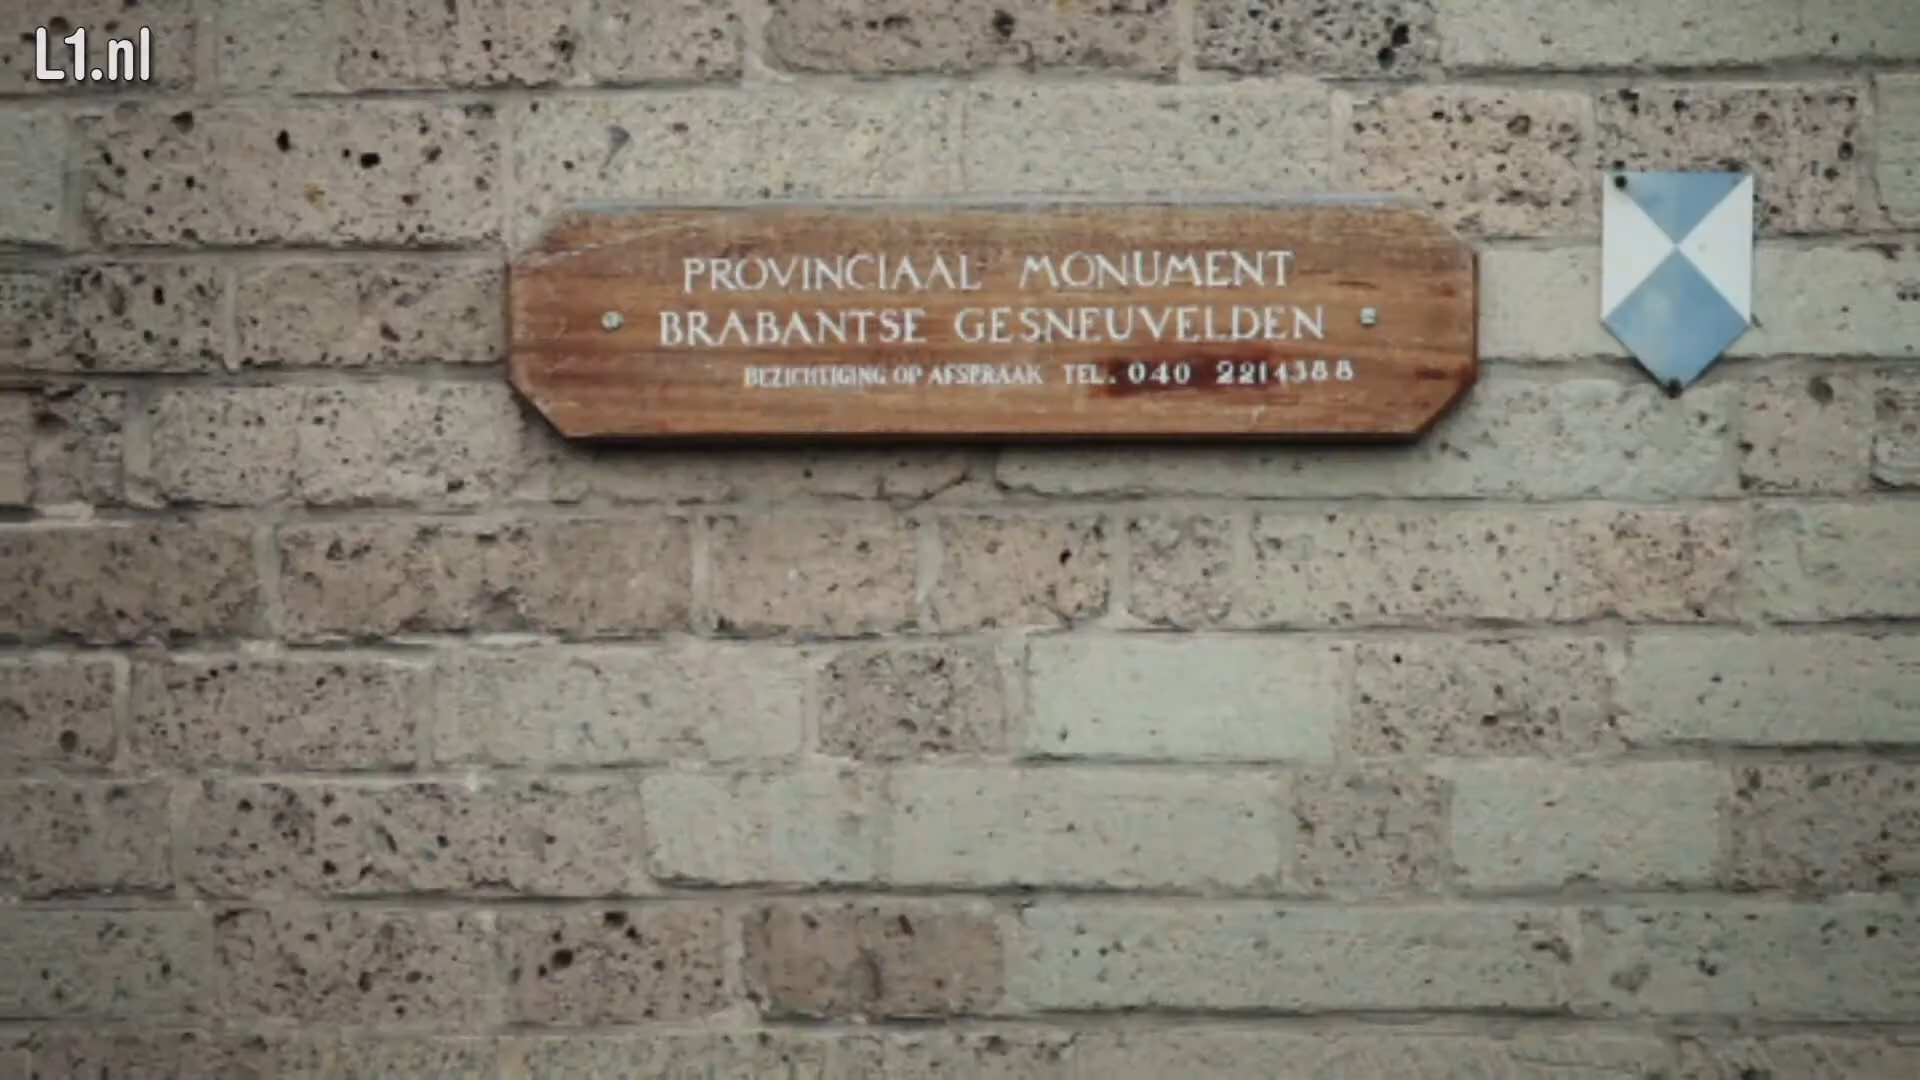 L1.nl
PROVINCIAAL MONUMENT
BRABANTSE GESNEUVELDEN
BEZICHTIGING OP AFSPRAAK TEL. 040 2214388